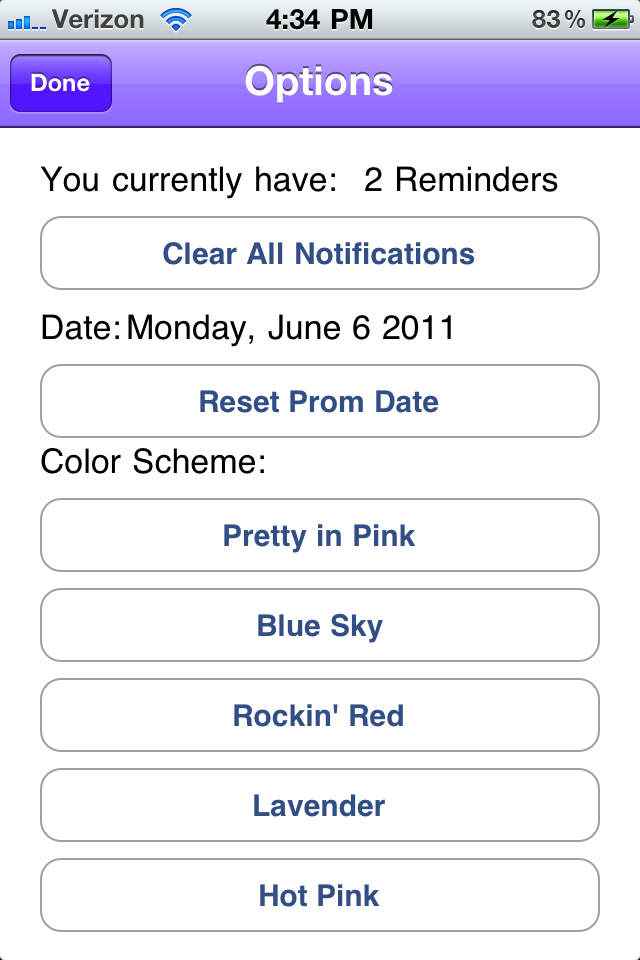 Verizon 4:34 PM 83%
Done Options
You currently have: 2 Reminders
Clear All Notifications
Date: Monday, June 6 2011
Reset Prom Date
Color Scheme:
Pretty in Pink
Blue Sky
Rockin' Red
Lavender
Hot Pink